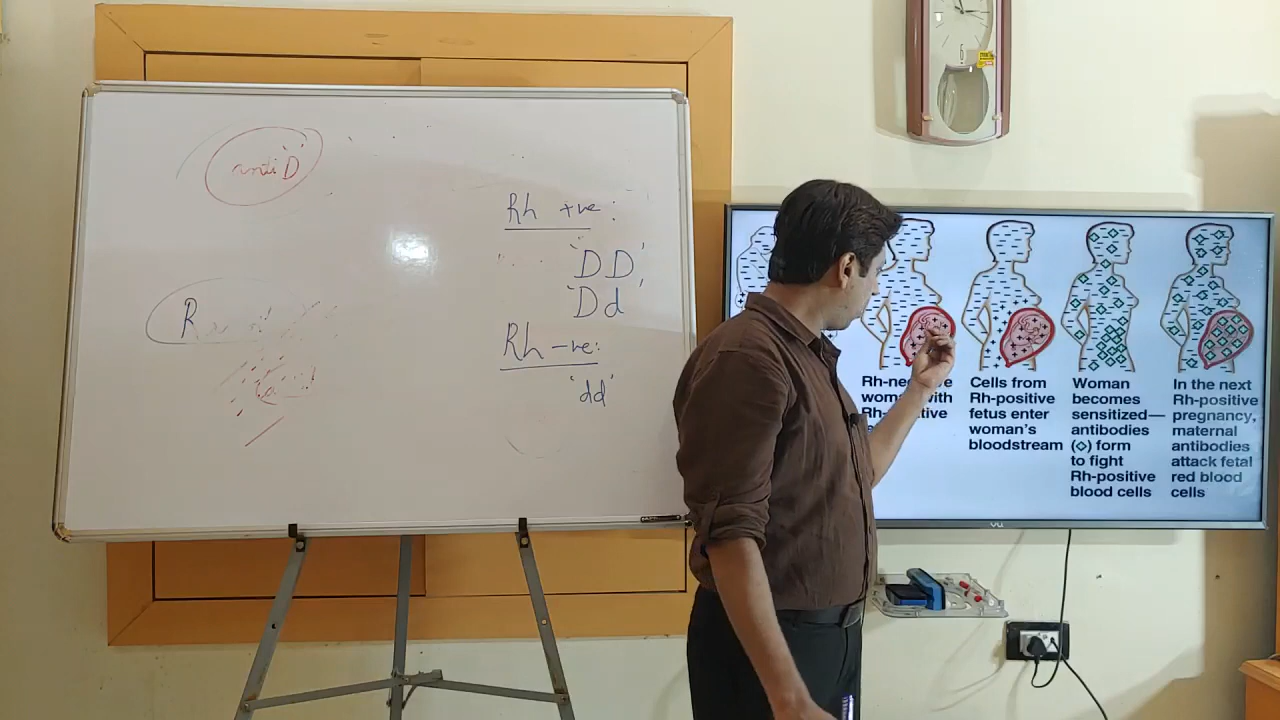 anti 'D'
R
Rh +ve :
'DD'
'Dd'
Rh -ve:
'dd'
Cells from
Rh-positive
fetus enter
woman's
bloodstream
Woman
becomes
sensitized—
antibodies
(◇) form
to fight
Rh-positive
blood cells
In the next
Rh-positive
pregnancy,
maternal
antibodies
attack fetal
red blood
cells
6